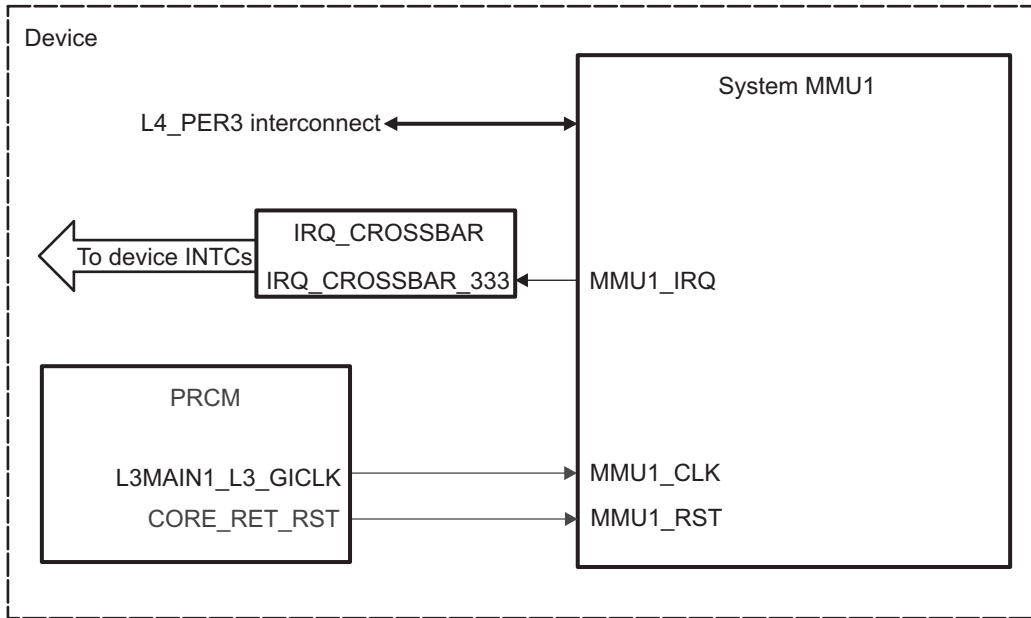 Device
System MMU1
L4_PER3 interconnect
IRQ_CROSSBAR
To device INTCs
IRQ_CROSSBAR_333
MMU1_IRQ
PRCM
L3MAIN1_L3_GICLK
MMU1_CLK
CORE_RET_RST
MMU1_RST